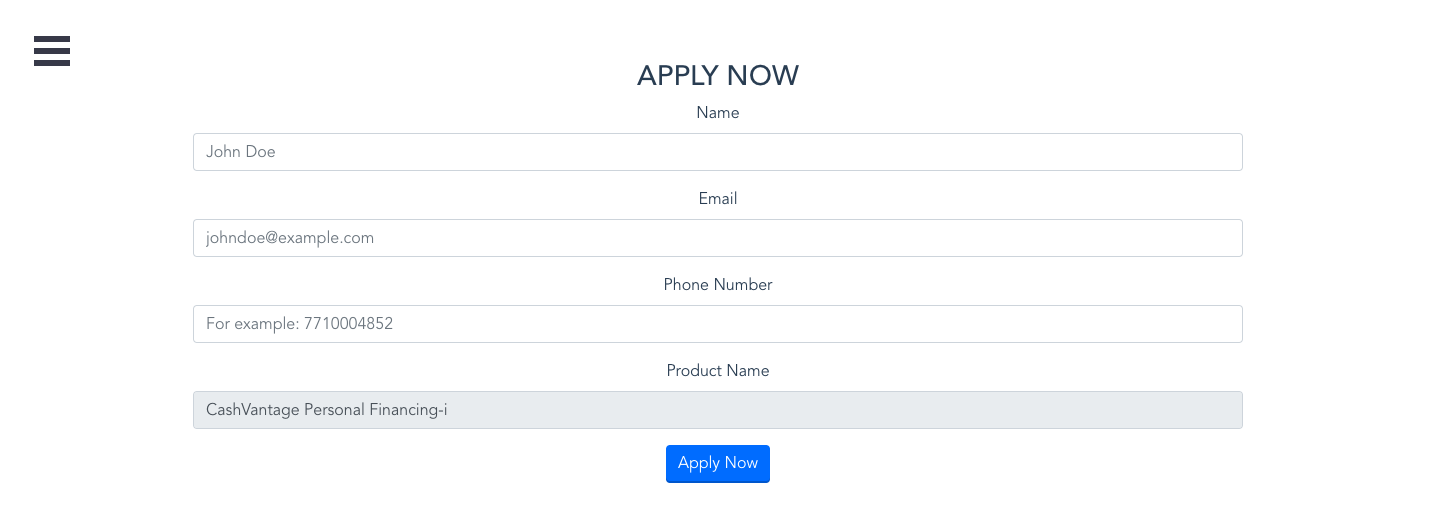 APPLY NOW
Name
John Doe
Email
johndoe@example.com
Phone Number
For example: 7710004852
Product Name
CashVantage Personal Financing-i
Apply Now